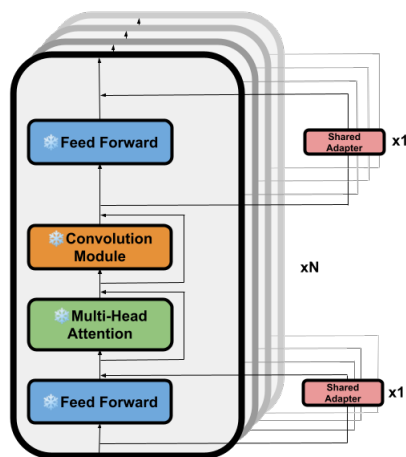 Feed Forward
Shared
Adapter
x1
Convolution
Module
xN
Multi-Head
Attention
Feed Forward
Shared
Adapter
x1